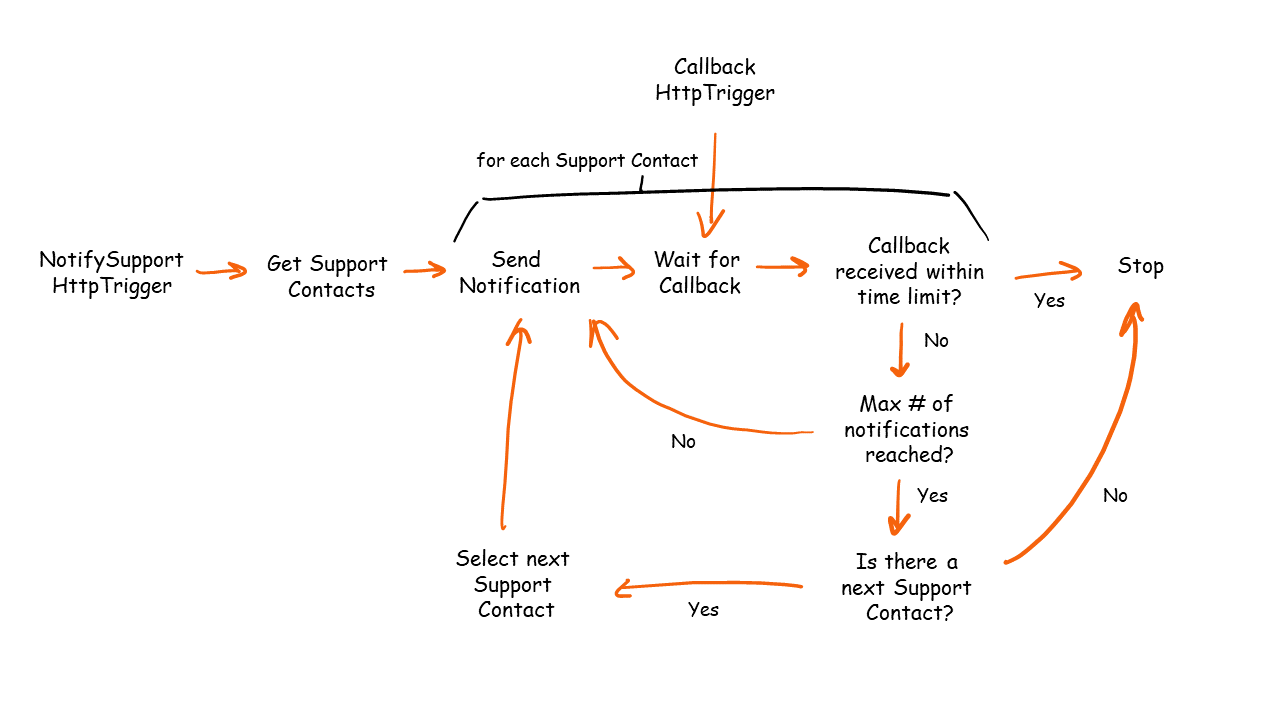 Callback
HttpTrigger
for each Support Contact
NotifySupport
HttpTrigger
Get Support
Contacts
Send
Notification
Wait for
Callback
Callback
received within
time limit?
Yes
Stop
No
Max # of
notifications
reached?
No
Yes
No
Is there a
next Support
Contact?
Yes
Select next
Support
Contact